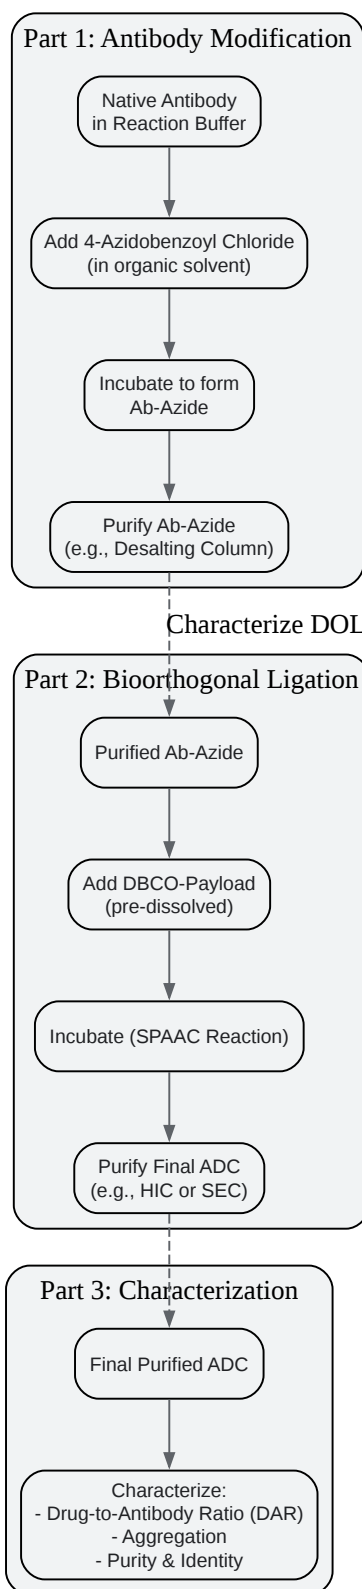 Part 1: Antibody Modification
Native Antibody
in Reaction Buffer
Add 4-Azidobenzoyl Chloride
(in organic solvent)
Incubate to form
Ab-Azide
Purify Ab-Azide
(e.g., Desalting Column)
Characterize DOL
Part 2: Bioorthogonal Ligation
Purified Ab-Azide
Add DBCO-Payload
(pre-dissolved)
Incubate (SPAAC Reaction)
Purify Final ADC
(e.g., HIC or SEC)
Part 3: Characterization
Final Purified ADC
Characterize:
- Drug-to-Antibody Ratio (DAR)
- Aggregation
- Purity & Identity